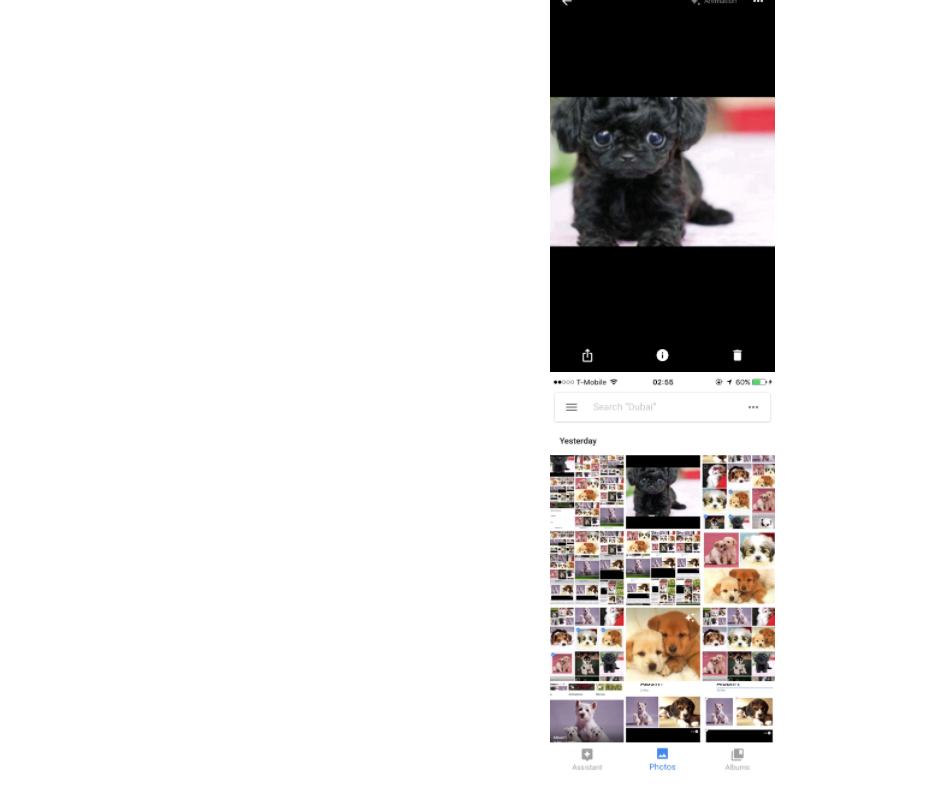 Animation
T-Mobile 02:55 60%
Search "Dubai"
Yesterday
Assistant Photos Albums